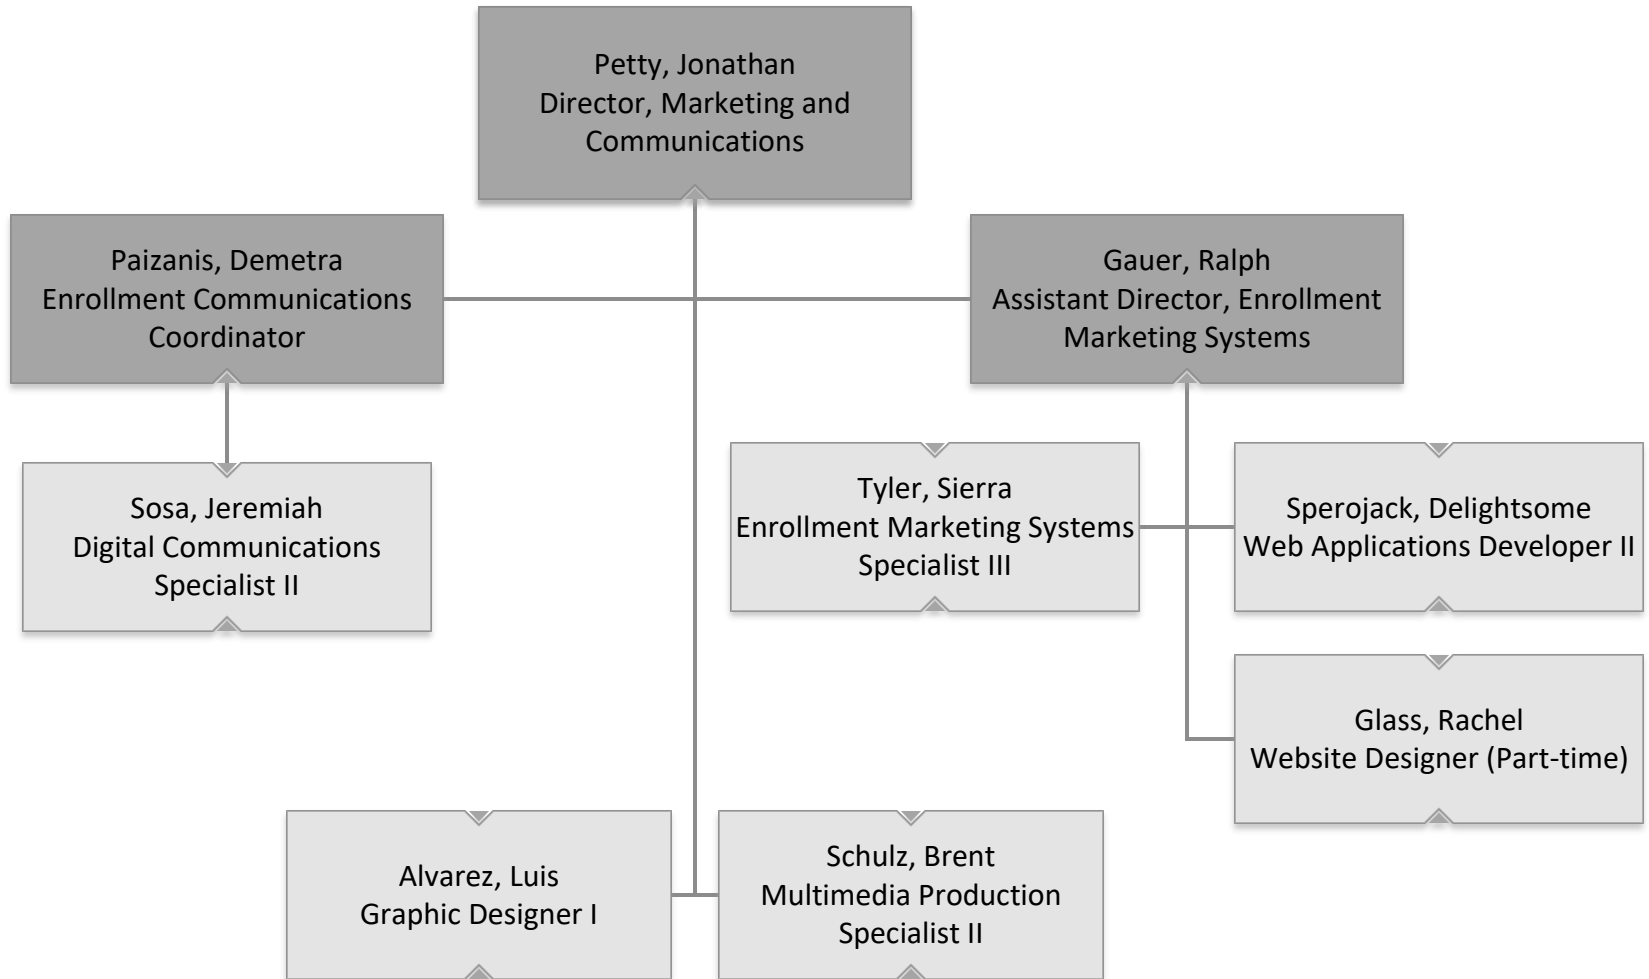 Petty, Jonathan
Director, Marketing and
Communications
Paizanis, Demetra
Enrollment Communications
Coordinator
Gauer, Ralph
Assistant Director, Enrollment
Marketing Systems
Sosa, Jeremiah
Digital Communications
Specialist II
Tyler, Sierra
Enrollment Marketing Systems
Specialist III
Sperojack, Delightsome
Web Applications Developer II
Glass, Rachel
Website Designer (Part-time)
Alvarez, Luis
Graphic Designer I
Schulz, Brent
Multimedia Production
Specialist II